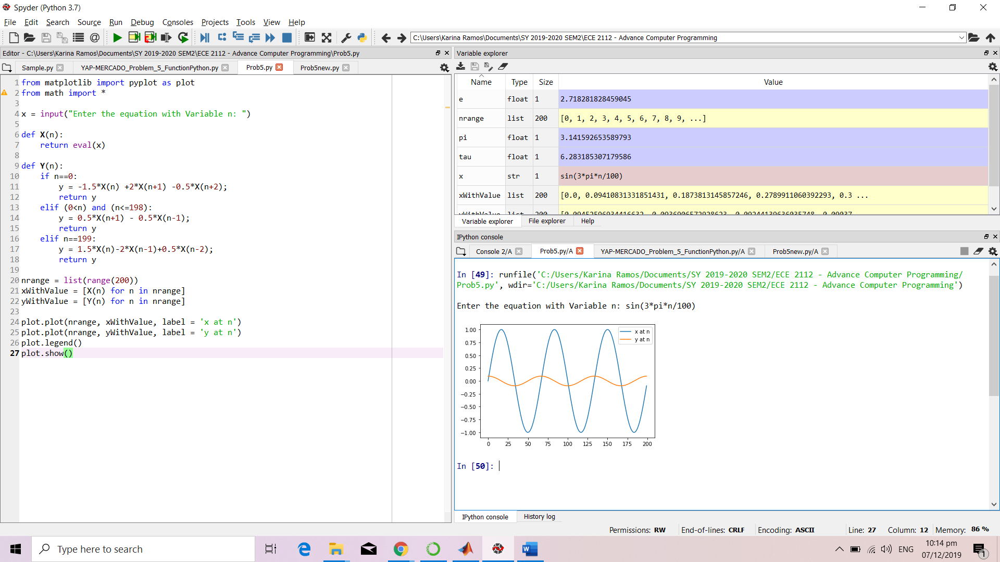 Spyder (Python 3.7)
File Edit Search Source Run Debug Consoles Projects Tools View Help
C:\Users\Karina Ramos\Documents\SY 2019-2020 SEM2\ECE 2112 - Advance Computer Programming
Editor - C:\Users\Karina Ramos\Documents\SY 2019-2020 SEM2\ECE 2112 - Advance Computer Programming\Prob5.py
Sample.py YAP-MERCADO_Problem_5_FunctionPython.py Prob5.py Prob5new.py
1 from matplotlib import pyplot as plot
2 from math import *
3
4 x = input("Enter the equation with Variable n: ")
5
6 def X(n):
7     return eval(x)
8
9 def Y(n):
10     if n==0:
11         y = -1.5*X(n) +2*X(n+1) -0.5*X(n+2);
12         return y
13     elif (0<n) and (n<=198):
14         y = 0.5*X(n+1) - 0.5*X(n-1);
15         return y
16     elif n==199:
17         y = 1.5*X(n)-2*X(n-1)+0.5*X(n-2);
18         return y
19
20 nrange = list(range(200))
21 xWithValue = [X(n) for n in nrange]
22 yWithValue = [Y(n) for n in nrange]
23
24 plot.plot(nrange, xWithValue, label = 'x at n')
25 plot.plot(nrange, yWithValue, label = 'y at n')
26 plot.legend()
27 plot.show()
Variable explorer
Name Type Size Value
e float 1 2.718281828459045
nrange list 200 [0, 1, 2, 3, 4, 5, 6, 7, 8, 9, ...]
pi float 1 3.141592653589793
tau float 1 6.283185307179586
x str 1 sin(3*pi*n/100)
xWithValue list 200 [0.0, 0.09410831331851431, 0.1873813145857246, 0.2789911060392293, 0.3 ...
yWithValue list 200
Variable explorer File explorer Help
IPython console
Console 2/A Prob5.py/A YAP-MERCADO_Problem_5_FunctionPython.py/A Prob5new.py/A
In [49]: runfile('C:/Users/Karina Ramos/Documents/SY 2019-2020 SEM2/ECE 2112 - Advance Computer Programming/
Prob5.py', wdir='C:/Users/Karina Ramos/Documents/SY 2019-2020 SEM2/ECE 2112 - Advance Computer Programming')
Enter the equation with Variable n: sin(3*pi*n/100)
x at n
y at n
1.00
0.75
0.50
0.25
0.00
−0.25
−0.50
−0.75
−1.00
0 25 50 75 100 125 150 175 200
In [50]:
IPython console History log
Permissions: RW End-of-lines: CRLF Encoding: ASCII Line: 27 Column: 12 Memory: 86 %
Type here to search
ENG
10:14 pm
07/12/2019
1